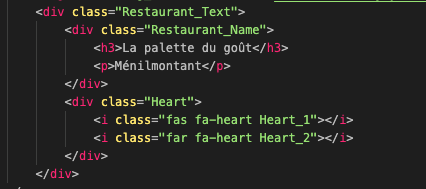 <div class="Restaurant_Text">
<div class="Restaurant_Name">
<h3>La palette du goût</h3>
<p>Ménilmontant</p>
</div>
<div class="Heart">
<i class="fas fa-heart Heart_1"></i>
<i class="far fa-heart Heart_2"></i>
</div>
</div>